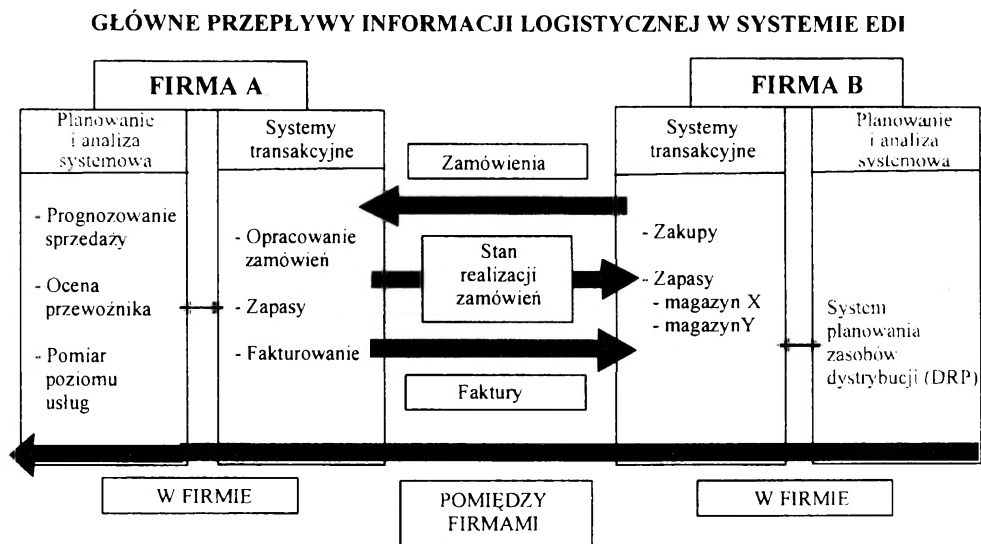 GŁÓWNE PRZEPŁYWY INFORMACJI LOGISTYCZNEJ W SYSTEMIE EDI
FIRMA A
Planowanie
i analiza
systemowa
Systemy
transakcyjne
- Prognozowanie
sprzedaży
- Ocena
przewoźnika
- Pomiar
poziomu
usług
- Opracowanie
zamówień
- Zapasy
- Fakturowanie
Zamówienia
Stan
realizacji
zamówień
Faktury
FIRMA B
Systemy
transakcyjne
Planowanie
i analiza
systemowa
- Zakupy
- Zapasy
- magazyn X
- magazynY
System
planowania
zasobów
dystrybucji (DRP)
W FIRMIE
POMIĘDZY
FIRMAMI
W FIRMIE